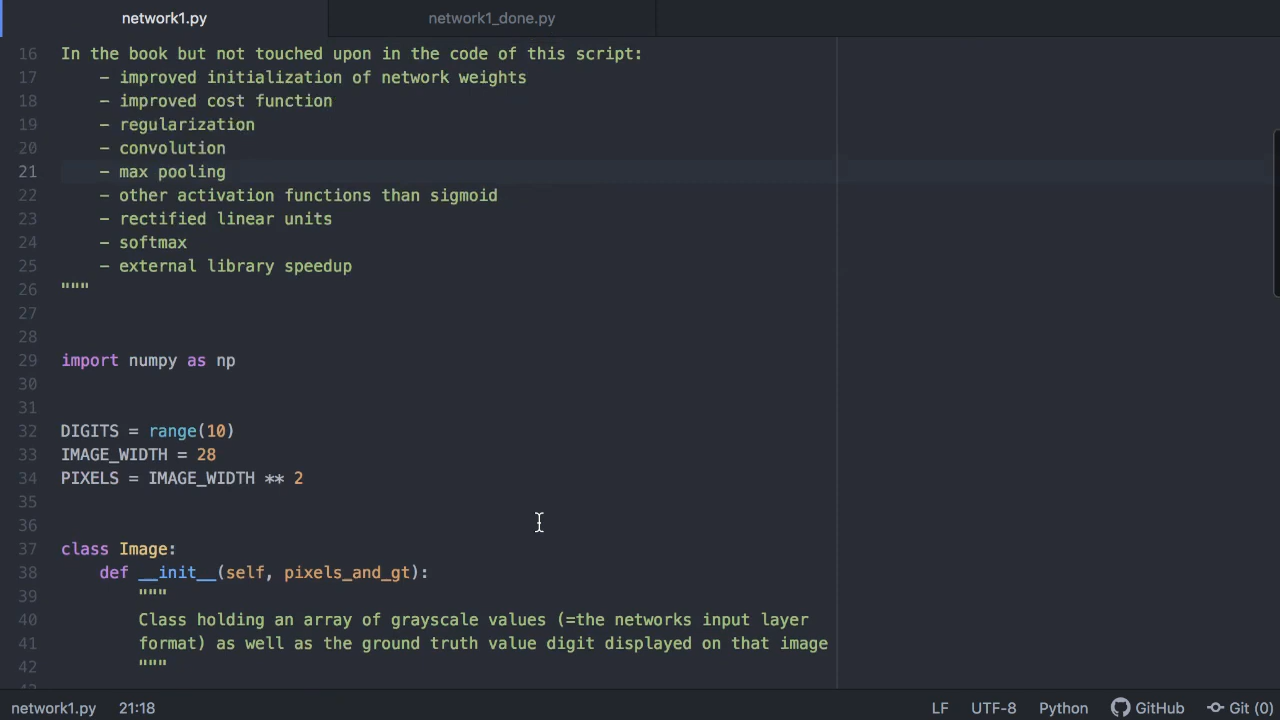 network1.py network1_done.py
16 In the book but not touched upon in the code of this script:
17 - improved initialization of network weights
18 - improved cost function
19 - regularization
20 - convolution
21 - max pooling
22 - other activation functions than sigmoid
23 - rectified linear units
24 - softmax
25 - external library speedup
26 """
27
28
29 import numpy as np
30
31
32 DIGITS = range(10)
33 IMAGE_WIDTH = 28
34 PIXELS = IMAGE_WIDTH ** 2
35
36
37 class Image:
38 def __init__(self, pixels_and_gt):
39 """
40 Class holding an array of grayscale values (=the networks input layer
41 format) as well as the ground truth value digit displayed on that image
42 """
network1.py 21:18 LF UTF-8 Python GitHub Git (0)